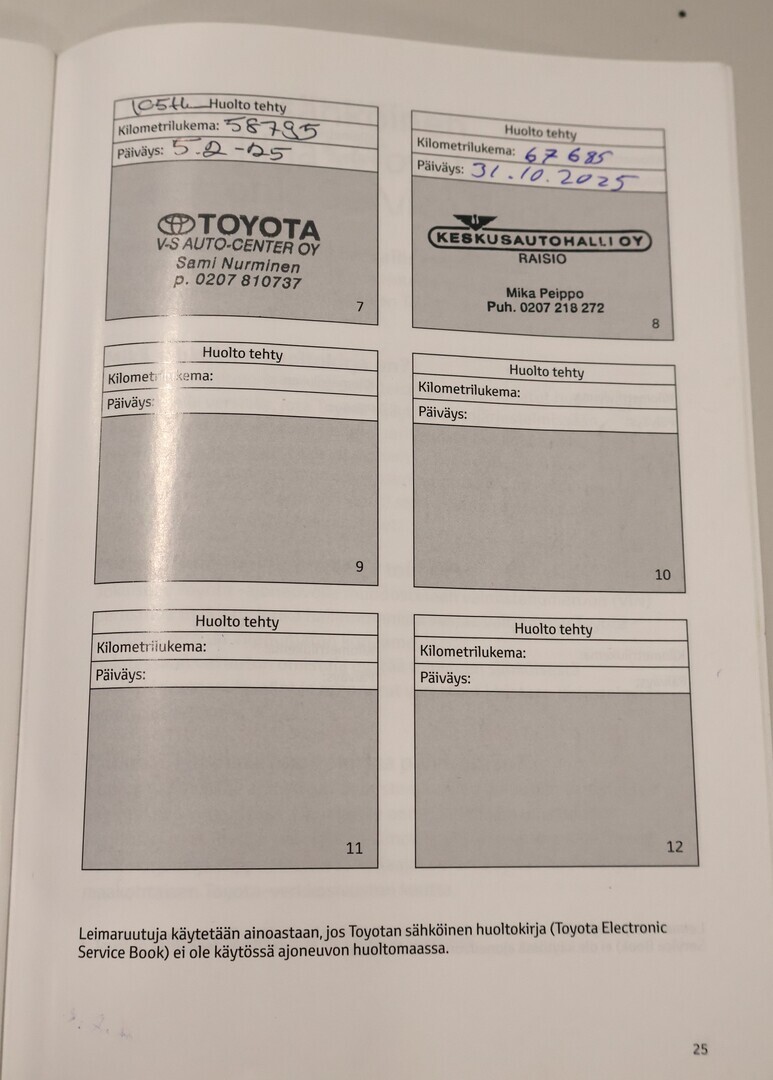 105tk Huolto tehty
Kilometrilukema: 58795
Päiväys: 5.2-25
TOYOTA
V-S AUTO-CENTER OY
Sami Nurminen
p. 0207 810737
7
Huolto tehty
Kilometrilukema: 67685
Päiväys: 31.10.2025
KESKUSAUTOHALLI OY
RAISIO
Mika Peippo
Puh. 0207 218 272
8
Huolto tehty
Kilometrilukema:
Päiväys:
9
Huolto tehty
Kilometrilukema:
Päiväys:
10
Huolto tehty
Kilometrilukema:
Päiväys:
11
Huolto tehty
Kilometrilukema:
Päiväys:
12
Leimaruutuja käytetään ainoastaan, jos Toyotan sähköinen huoltokirja (Toyota Electronic
Service Book) ei ole käytössä ajoneuvon huoltomaassa.
25